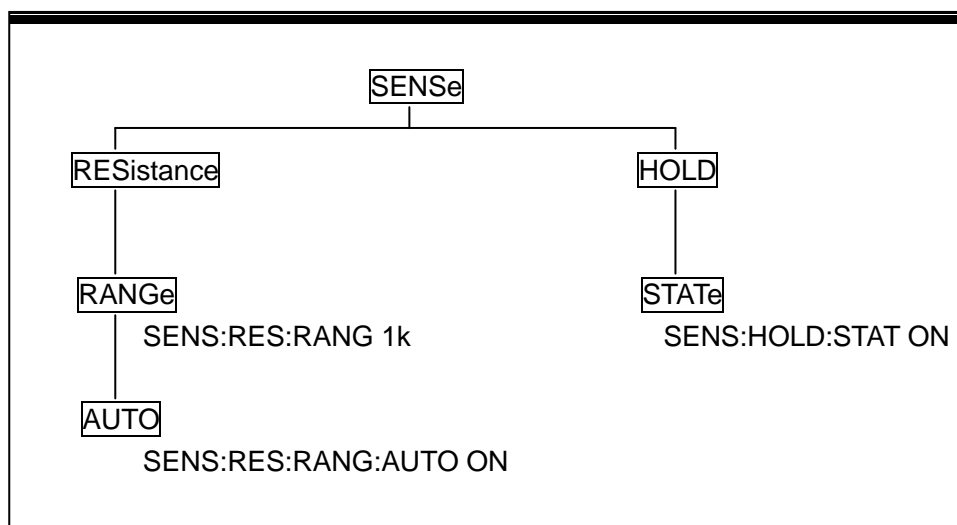 SENSe
RESistance HOLD
RANGe STATe
SENS:RES:RANG 1k SENS:HOLD:STAT ON
AUTO
SENS:RES:RANG:AUTO ON